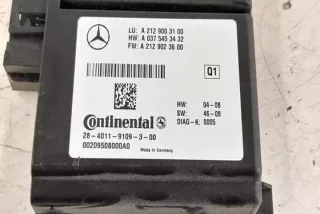 LU: A 212 900 31 00
HW: A 037 545 34 32
FW: A 212 902 36 00
Q1
Continental
28-4011-9109-3-00
00209508000AD
Made in Germany
HW: 04-08
SW: 46-08
DIAG-K: 0005